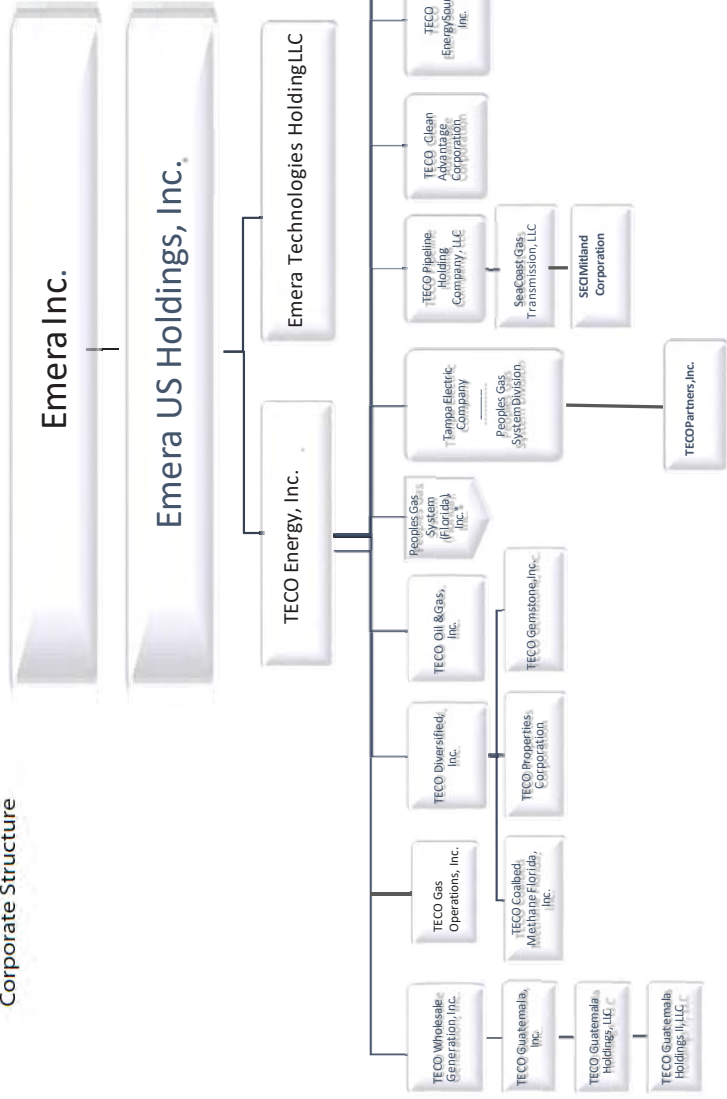 Corporate Structure
Emera Inc.
Emera US Holdings, Inc.
TECO Energy, Inc.
Emera Technologies Holding LLC
TECO Wholesale
Generation, Inc.
TECO Gas
Operations, Inc.
TECO Diversified,
Inc.
TECO Oil & Gas,
Inc.
Peoples Gas
System
(Florida),
Inc.*
Tampa Electric
Company
Peoples Gas
System Division
TECO Pipeline
Holding
Company, LLC
TECO Clean
Advantage
Corporation
TECO
Inc.
TECO Guatemala,
Inc.
TECO Guatemala
Holdings, LLC
TECO Guatemala
Holdings II, LLC
TECO Coalbed
Methane Florida,
Inc.
TECO Properties
Corporation
TECO Gemstone, Inc.
TECO Partners, Inc.
SeaCoast Gas
Transmission, LLC
SECI Mitland
Corporation